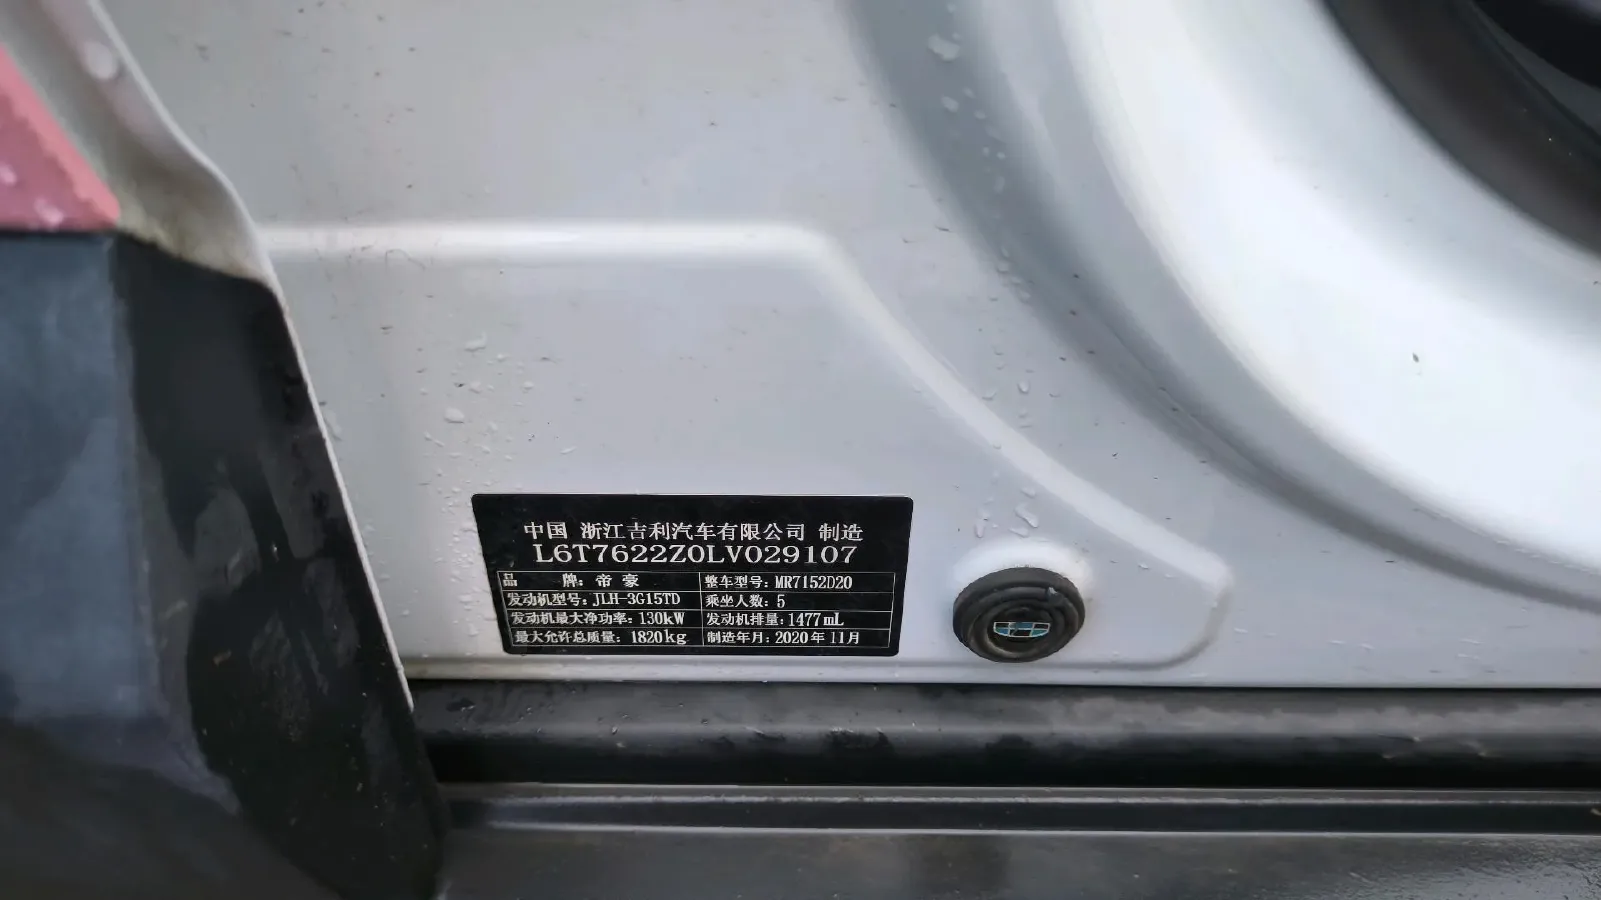 中国 浙江吉利汽车有限公司 制造
L6T7622Z0LV029107
品 牌: 帝豪 整车型号: MR7152D20
发动机型号: JLH-3G15TD 乘坐人数: 5
发动机最大净功率: 130kW 发动机排量: 1477mL
最大允许总质量: 1820kg 制造年月: 2020年11月